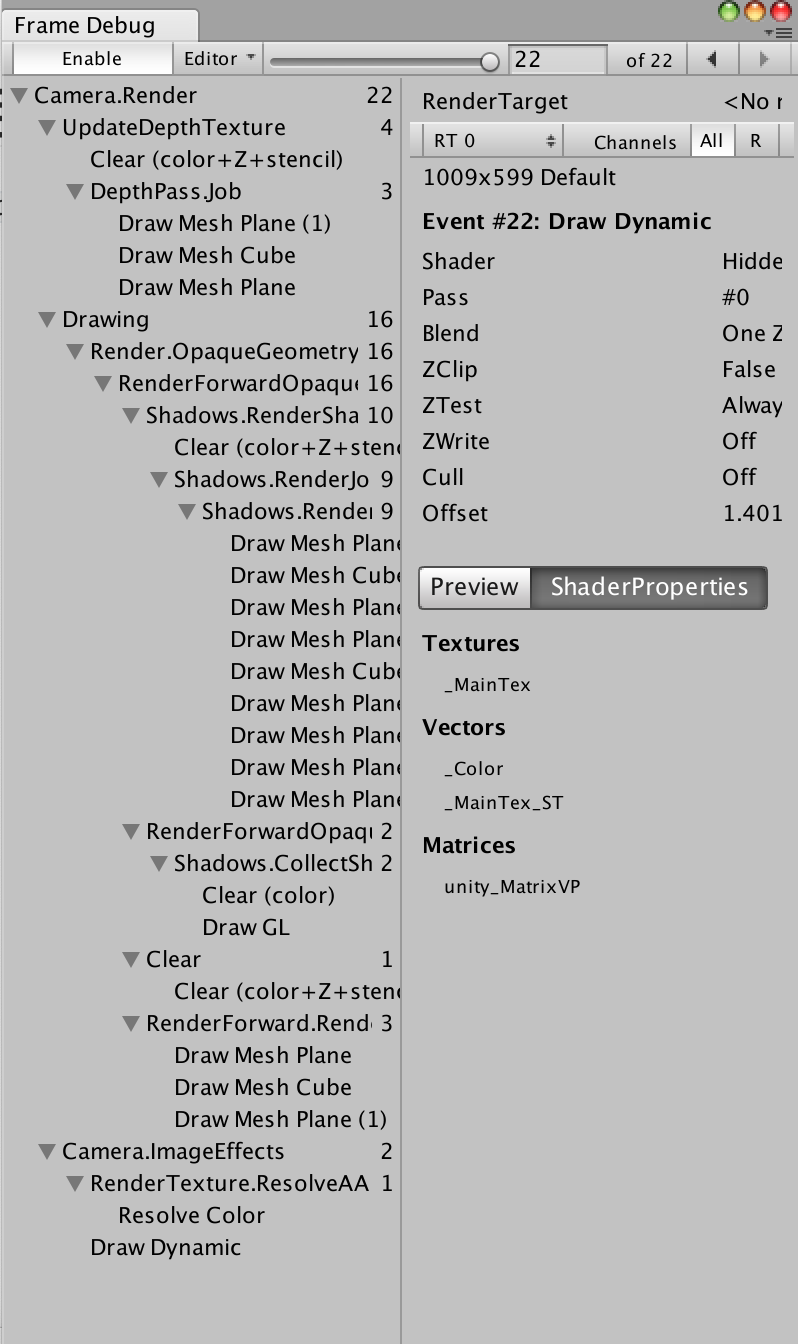 Frame Debug
Enable Editor 22 of 22
Camera.Render 22
UpdateDepthTexture 4
Clear (color+Z+stencil)
DepthPass.Job 3
Draw Mesh Plane (1)
Draw Mesh Cube
Draw Mesh Plane
Drawing 16
Render.OpaqueGeometry 16
RenderForwardOpaque 16
Shadows.RenderSha 10
Clear (color+Z+sten
Shadows.RenderJo 9
Shadows.Render 9
Draw Mesh Plane
Draw Mesh Cube
Draw Mesh Plane
Draw Mesh Plane
Draw Mesh Cube
Draw Mesh Plane
Draw Mesh Plane
Draw Mesh Plane
Draw Mesh Plane
RenderForwardOpaqu 2
Shadows.CollectSh 2
Clear (color)
Draw GL
Clear 1
Clear (color+Z+sten
RenderForward.Rende 3
Draw Mesh Plane
Draw Mesh Cube
Draw Mesh Plane (1)
Camera.ImageEffects 2
RenderTexture.ResolveAA 1
Resolve Color
Draw Dynamic
RenderTarget <No r
RT 0 Channels All R
1009x599 Default
Event #22: Draw Dynamic
Shader Hidde
Pass #0
Blend One Z
ZClip False
ZTest Alway
ZWrite Off
Cull Off
Offset 1.401
Preview ShaderProperties
Textures
_MainTex
Vectors
_Color
_MainTex_ST
Matrices
unity_MatrixVP